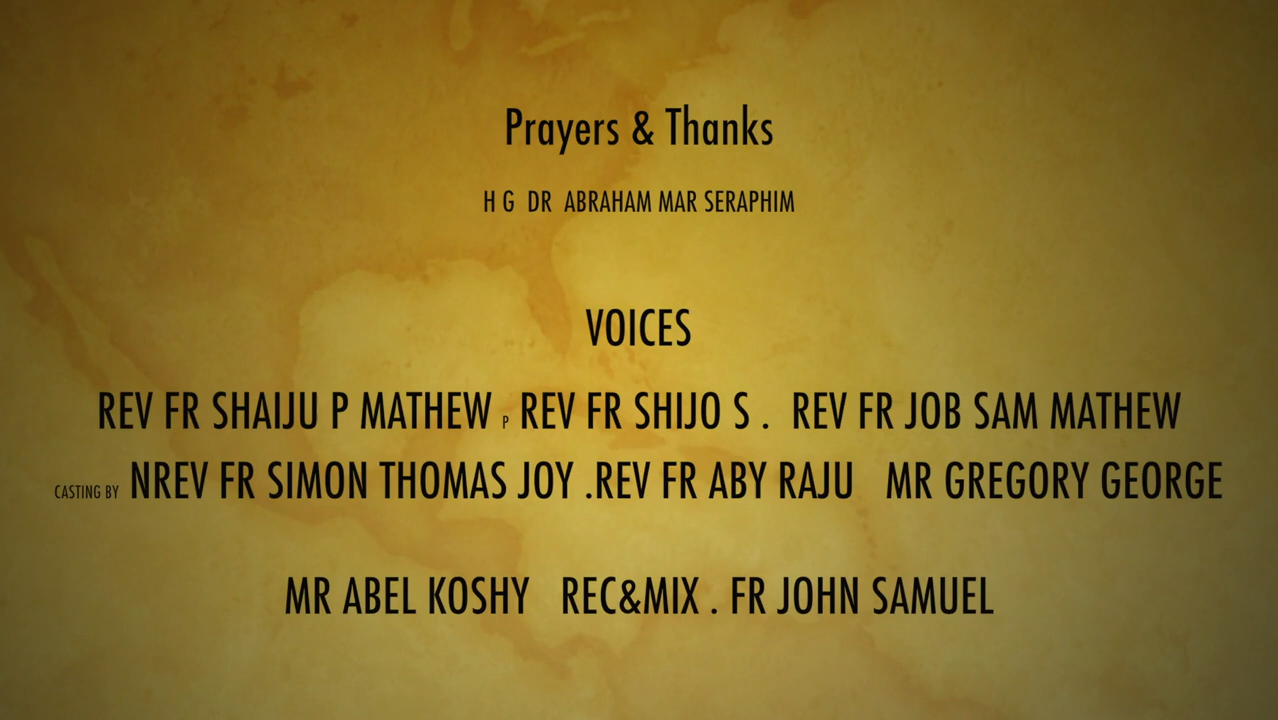 Prayers & Thanks
H G DR ABRAHAM MAR SERAPHIM
VOICES
REV FR SHAIJU P MATHEW P REV FR SHIJO S . REV FR JOB SAM MATHEW
CASTING BY NREV FR SIMON THOMAS JOY .REV FR ABY RAJU MR GREGORY GEORGE
MR ABEL KOSHY REC&MIX . FR JOHN SAMUEL